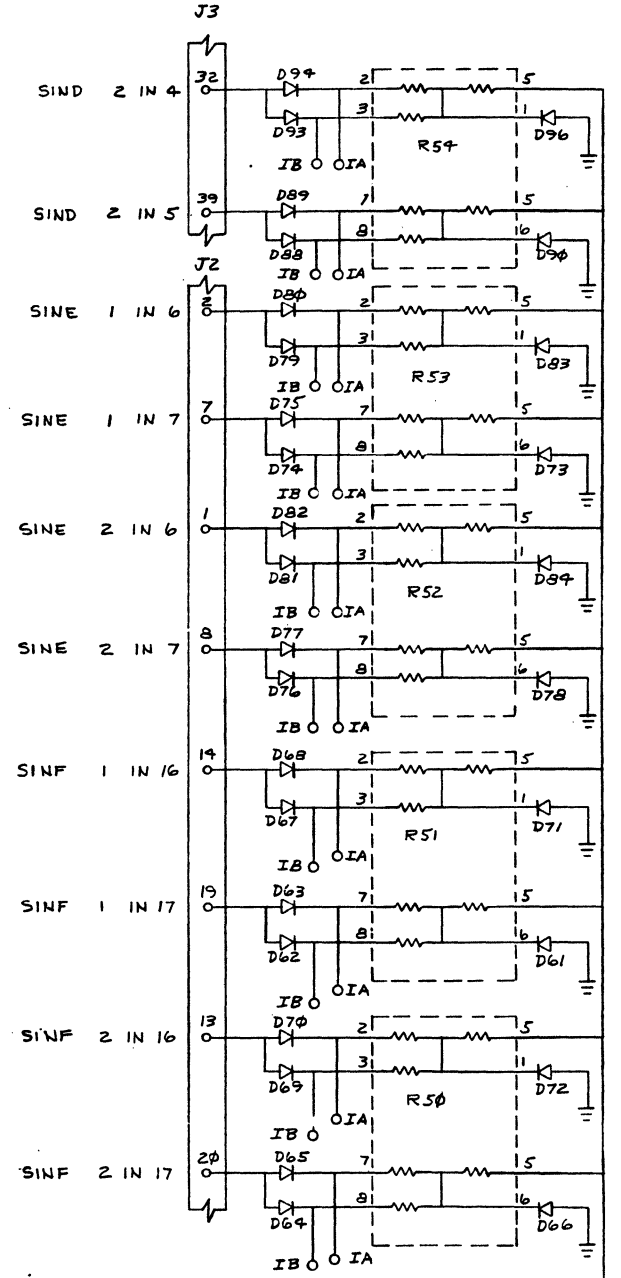 J3
SIND 2 IN 4 32 D94 2 5
D93 3 1 D96
R54
IB IA
SIND 2 IN 5 39 D89 1 5
D88 8 6 D9Ø
IB IA
J2
SINE 1 IN 6 2 D8Ø 2 5
D79 3 1 D83
R53
IB IA
SINE 1 IN 7 7 D75 7 5
D74 8 6 D73
IB IA
SINE 2 IN 6 1 D82 2 5
D81 3 1 D84
R52
IB IA
SINE 2 IN 7 8 D77 7 5
D76 8 6 D78
IB IA
SINF 1 IN 16 14 D68 2 5
D67 3 1 D71
R51
IB IA
SINF 1 IN 17 19 D63 7 5
D62 8 6 D61
IB IA
SINF 2 IN 16 13 D7Ø 2 5
D69 3 1 D72
R5Ø
IB IA
SINF 2 IN 17 2Ø D65 7 5
D64 8 6 D66
IB IA